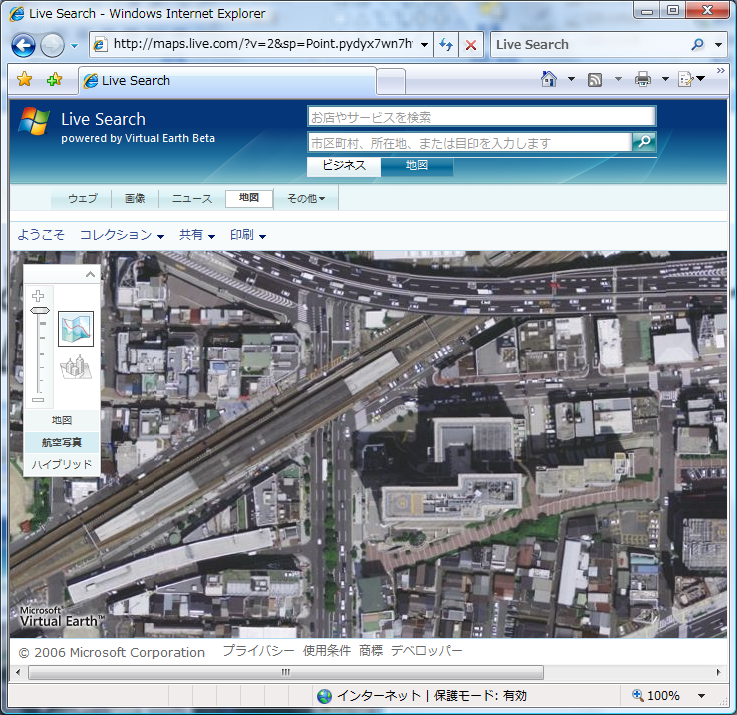 Live Search - Windows Internet Explorer
http://maps.live.com/?v=2&sp=Point.pydyx7wn7h
Live Search
Live Search
Live Search
powered by Virtual Earth Beta
お店やサービスを検索
市区町村、所在地、または目印を入力します
ビジネス 地図
ウェブ 画像 ニュース 地図 その他
ようこそ コレクション 共有 印刷
地図
航空写真
ハイブリッド
Microsoft
Virtual Earth™
© 2006 Microsoft Corporation プライバシー 使用条件 商標 デベロッパー
インターネット | 保護モード: 有効
100%